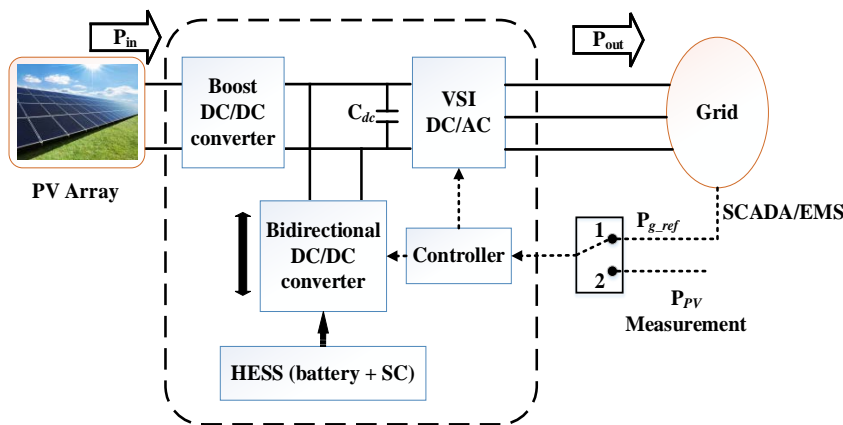 P_in
P_out
Boost
DC/DC
converter
C_dc
VSI
DC/AC
Grid
PV Array
Bidirectional
DC/DC
converter
Controller
1
2
P_g_ref
SCADA/EMS
P_PV
Measurement
HESS (battery + SC)